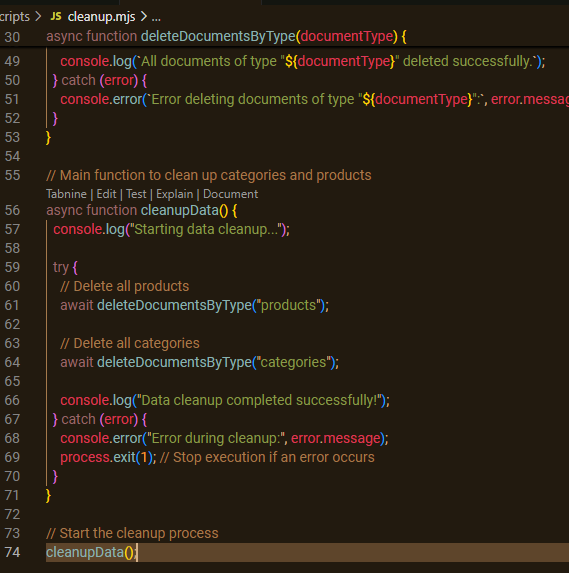 cripts > JS cleanup.mjs > ...
30 async function deleteDocumentsByType(documentType) {
49 console.log(`All documents of type "${documentType}" deleted successfully.`);
50 } catch (error) {
51 console.error(`Error deleting documents of type "${documentType}":`, error.messag
52 }
53 }
54
55 // Main function to clean up categories and products
Tabnine | Edit | Test | Explain | Document
56 async function cleanupData() {
57 console.log("Starting data cleanup...");
58
59 try {
60 // Delete all products
61 await deleteDocumentsByType("products");
62
63 // Delete all categories
64 await deleteDocumentsByType("categories");
65
66 console.log("Data cleanup completed successfully!");
67 } catch (error) {
68 console.error("Error during cleanup:", error.message);
69 process.exit(1); // Stop execution if an error occurs
70 }
71 }
72
73 // Start the cleanup process
74 cleanupData();